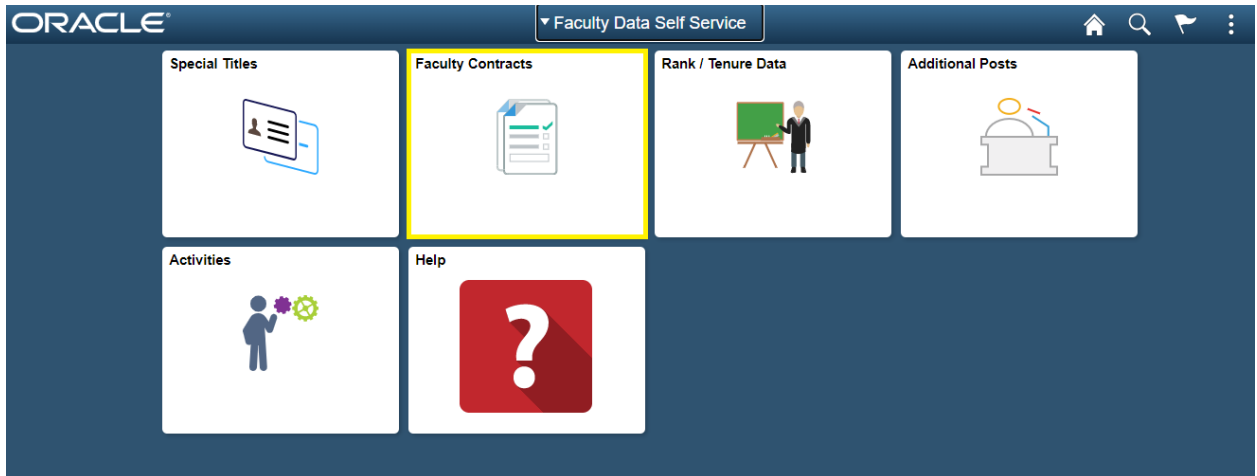 ORACLE®
Faculty Data Self Service
Special Titles
Faculty Contracts
Rank / Tenure Data
Additional Posts
Activities
Help
?